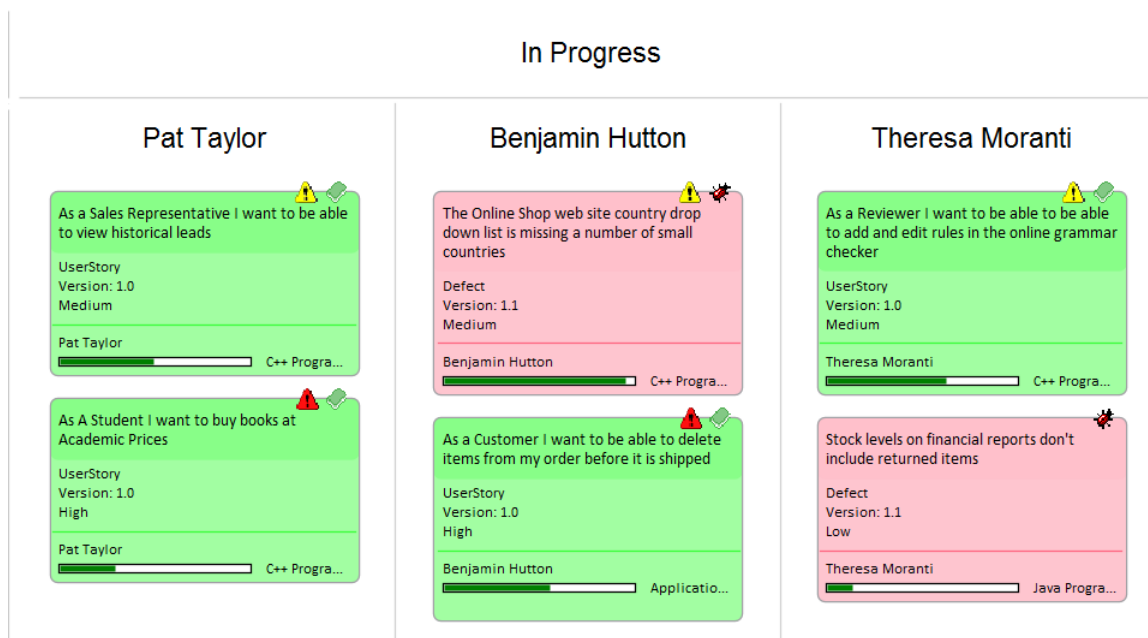 In Progress
Pat Taylor
As a Sales Representative I want to be able
to view historical leads
UserStory
Version: 1.0
Medium
Pat Taylor
C++ Progra...
As A Student I want to buy books at
Academic Prices
UserStory
Version: 1.0
High
Pat Taylor
C++ Progra...
Benjamin Hutton
The Online Shop web site country drop
down list is missing a number of small
countries
Defect
Version: 1.1
Medium
Benjamin Hutton
C++ Progra...
As a Customer I want to be able to delete
items from my order before it is shipped
UserStory
Version: 1.0
High
Benjamin Hutton
Applicatio...
Theresa Moranti
As a Reviewer I want to be able to be able
to add and edit rules in the online grammar
checker
UserStory
Version: 1.0
Medium
Theresa Moranti
C++ Progra...
Stock levels on financial reports don't
include returned items
Defect
Version: 1.1
Low
Theresa Moranti
Java Progra...